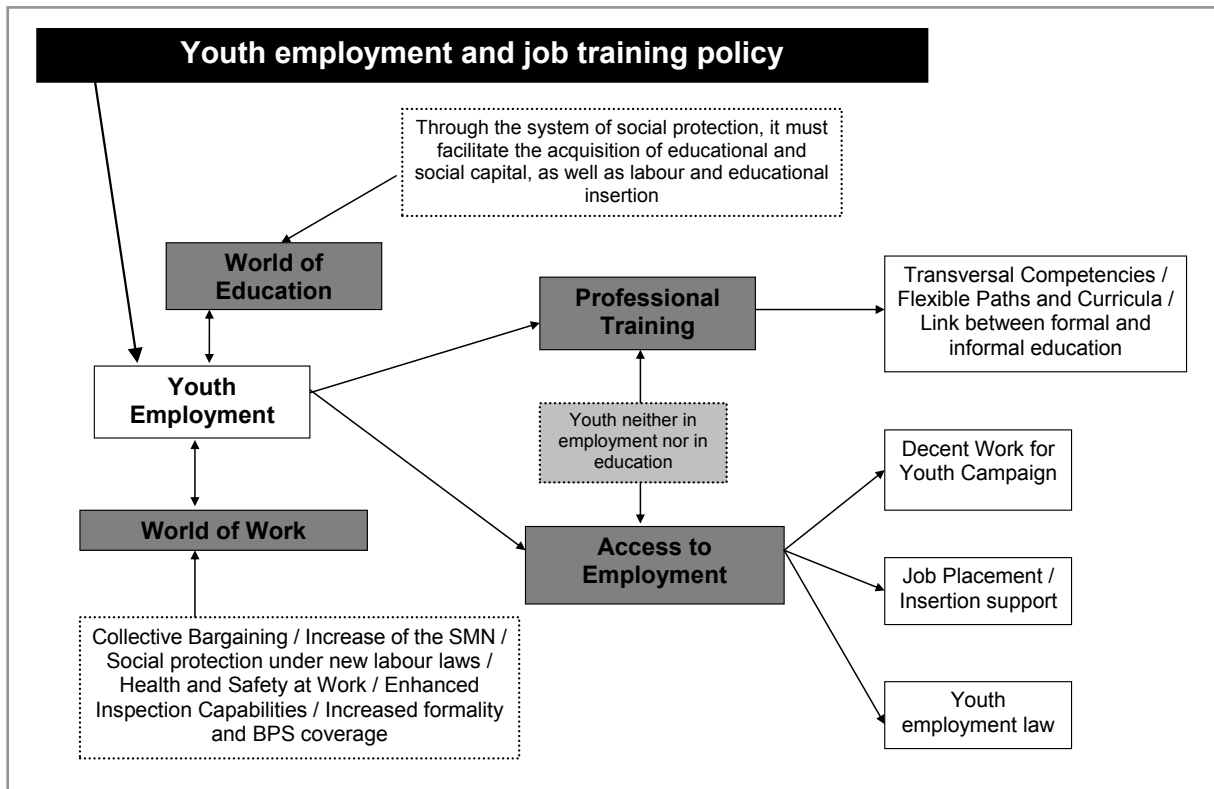 Youth employment and job training policy
Through the system of social protection, it must
facilitate the acquisition of educational and
social capital, as well as labour and educational
insertion
World of
Education
Professional
Training
Transversal Competencies /
Flexible Paths and Curricula /
Link between formal and
informal education
Youth
Employment
Youth neither in
employment nor in
education
Decent Work for
Youth Campaign
World of Work
Access to
Employment
Job Placement /
Insertion support
Collective Bargaining / Increase of the SMN /
Social protection under new labour laws /
Health and Safety at Work / Enhanced
Inspection Capabilities / Increased formality
and BPS coverage
Youth
employment law